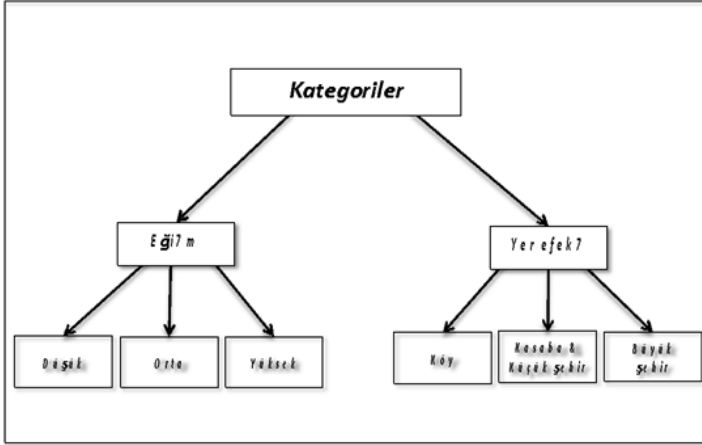 Kategoriler
Eği7m
Yer efek7
Düşük
Orta
Yüksek
Köy
Kasaba &
Küçük şehir
Büyük
şehir